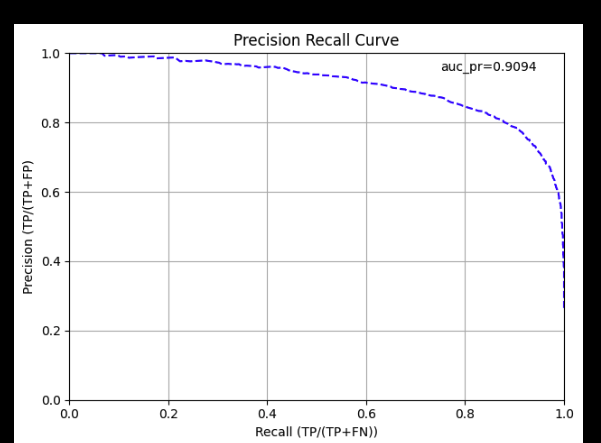 Precision Recall Curve
auc_pr=0.9094
Precision (TP/(TP+FP)
1.0
0.8
0.6
0.4
0.2
0.0
0.0 0.2 0.4 0.6 0.8 1.0
Recall (TP/(TP+FN))